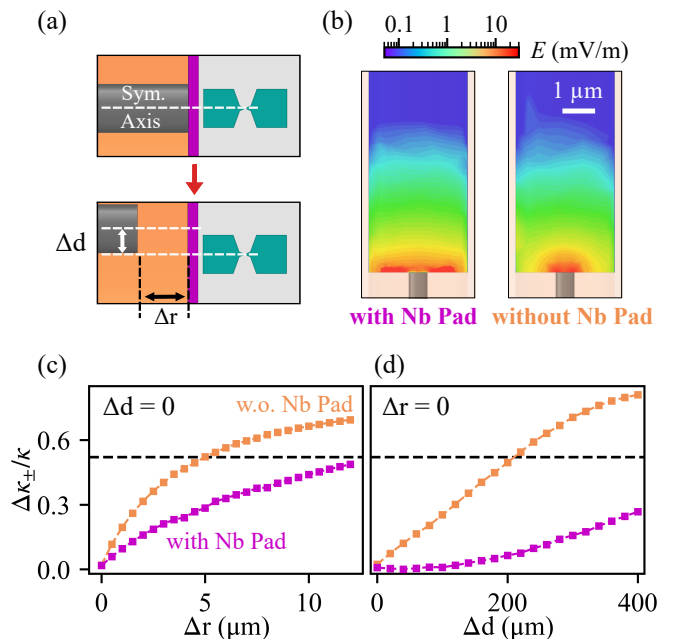 (a)
(b)
0.1 1 10
E (mV/m)
Sym.
Axis
1 µm
Δd
Δr
with Nb Pad without Nb Pad
(c)
(d)
Δd = 0
w.o. Nb Pad
Δr = 0
0.6
Δκ±/κ
0.3
with Nb Pad
0.0
0 5 10
0 200 400
Δr (µm)
Δd (µm)